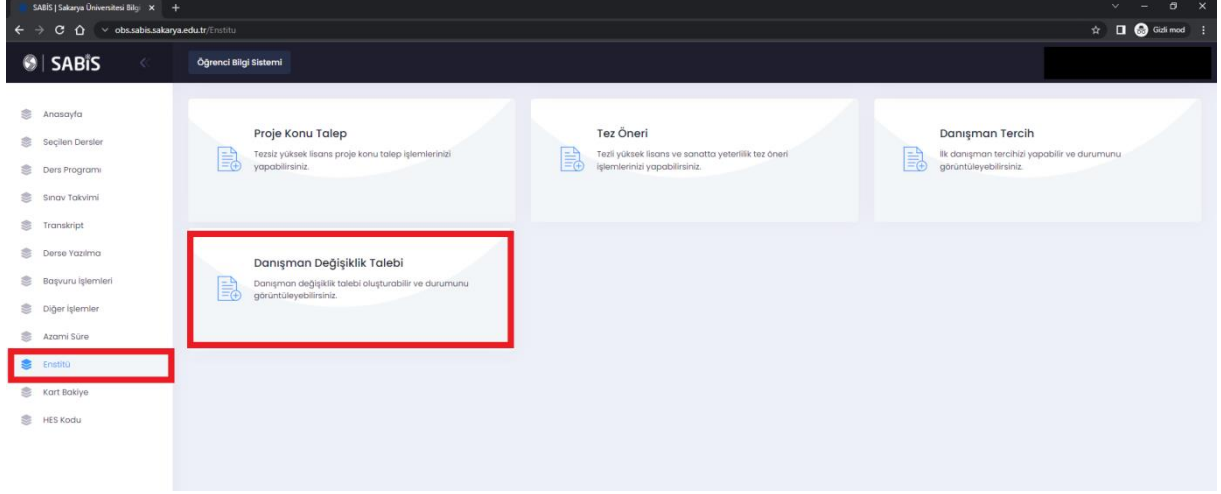 SABİS | Sakarya Üniversitesi Bilgi
obs.sabis.sakarya.edu.tr/Enstitu
Gizli mod
SABİS
Öğrenci Bilgi Sistemi
Anasayfa
Seçilen Dersler
Ders Programı
Sınav Takvimi
Transkript
Derse Yazılma
Başvuru İşlemleri
Diğer İşlemler
Azami Süre
Enstitü
Kart Bakiye
HES Kodu
Proje Konu Talep
Tezsiz yüksek lisans proje konu talep işlemlerinizi
yapabilirsiniz.
Tez Öneri
Tezli yüksek lisans ve sanatta yeterlilik tez öneri
işlemlerinizi yapabilirsiniz.
Danışman Tercih
İlk danışman tercihizi yapabilir ve durumunu
görüntüleyebilirsiniz.
Danışman Değişiklik Talebi
Danışman değişiklik talebi oluşturabilir ve durumunu
görüntüleyebilirsiniz.